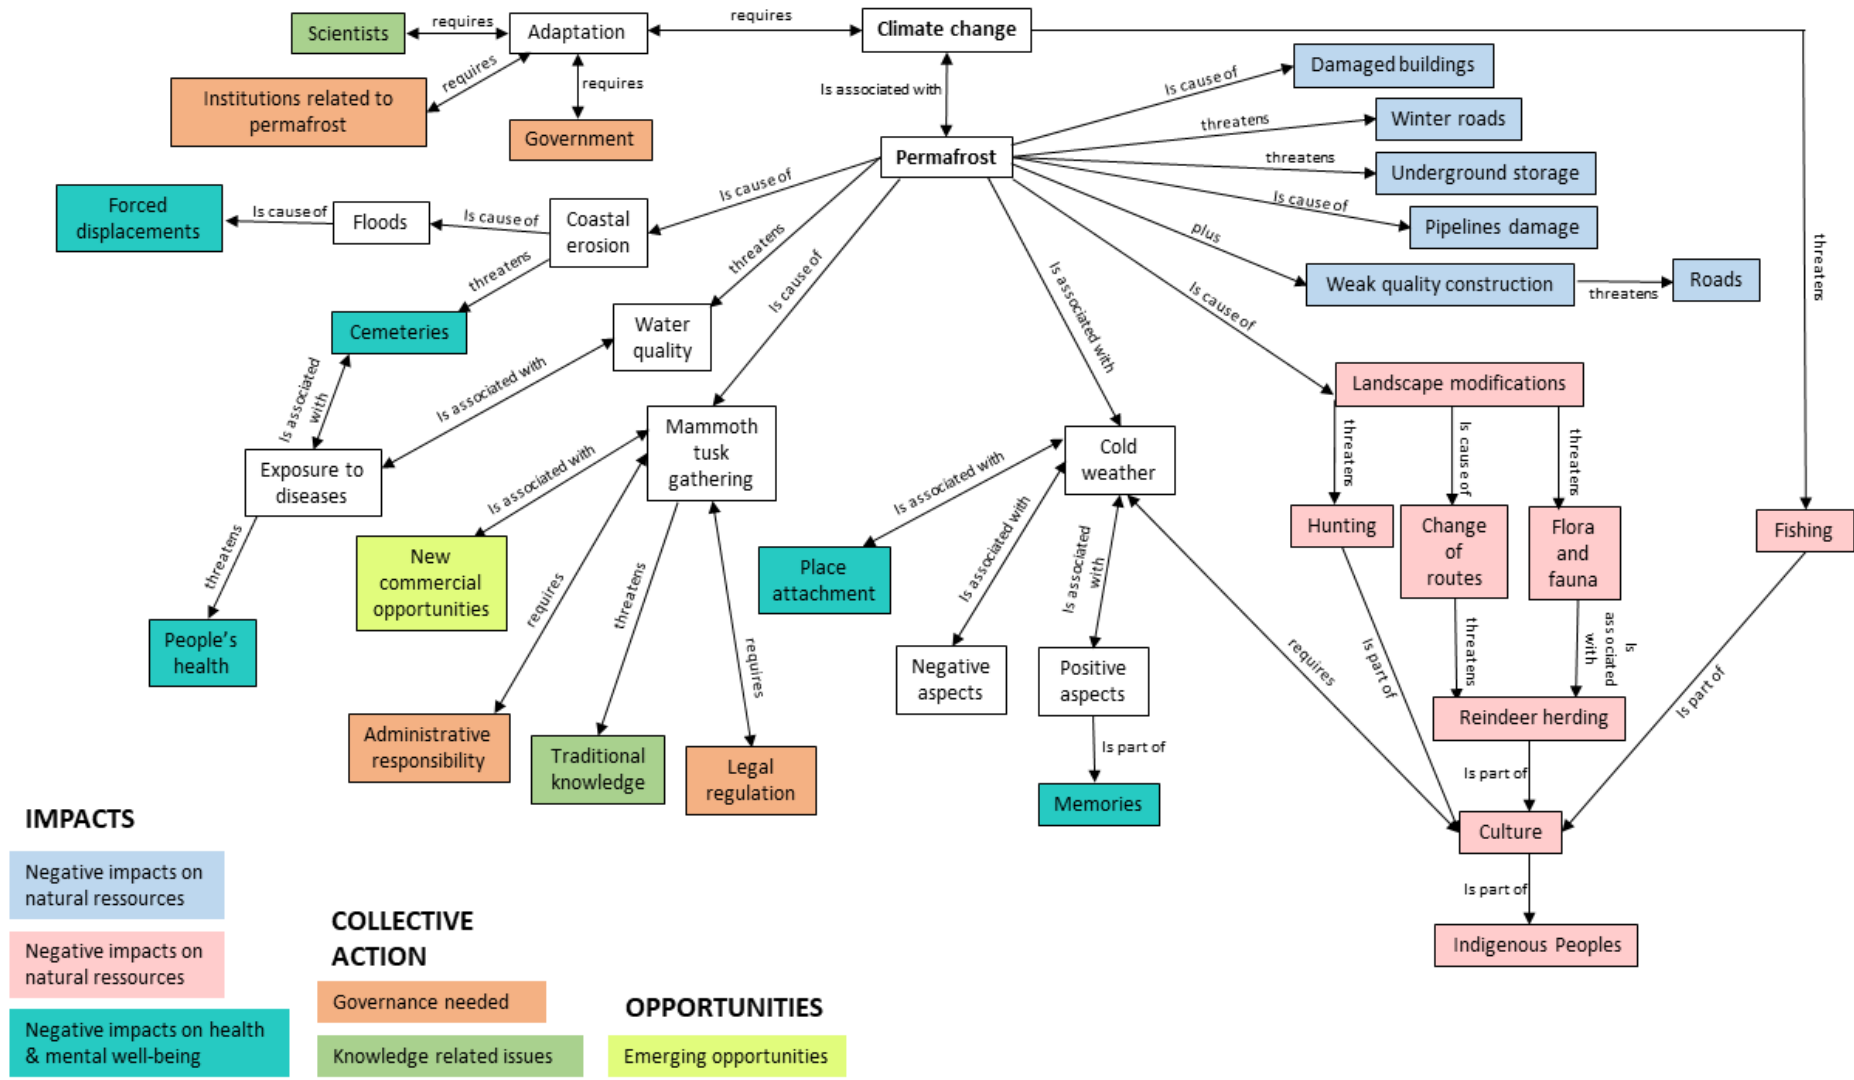 Scientists
requires
Adaptation
requires
Climate change
requires
requires
Institutions related to
permafrost
Government
Is associated with
Permafrost
Is cause of
Damaged buildings
threatens
Winter roads
threatens
Underground storage
Is cause of
Pipelines damage
plus
Weak quality construction
threatens
Roads
threatens
Forced
displacements
Is cause of
Floods
Is cause of
Coastal
erosion
Is cause of
threatens
threatens
Is cause of
Is associated with
Is cause of
Cemeteries
Water
quality
Is associated
with
Is associated with
Landscape modifications
threatens
Is cause of
threatens
Exposure to
diseases
Mammoth
tusk
gathering
Cold
weather
Is associated with
Is associated with
Is associated with
Is associated
with
Hunting
Change
of
routes
Flora
and
fauna
Fishing
threatens
New
commercial
opportunities
requires
threatens
requires
Place
attachment
People's
health
Negative
aspects
Positive
aspects
requires
Is part of
threatens
Is
associated
with
Is part of
Reindeer herding
Administrative
responsibility
Traditional
knowledge
Legal
regulation
Is part of
Memories
Is part of
Culture
Is part of
Indigenous Peoples
IMPACTS
Negative impacts on
natural ressources
Negative impacts on
natural ressources
Negative impacts on health
& mental well-being
COLLECTIVE
ACTION
Governance needed
Knowledge related issues
OPPORTUNITIES
Emerging opportunities